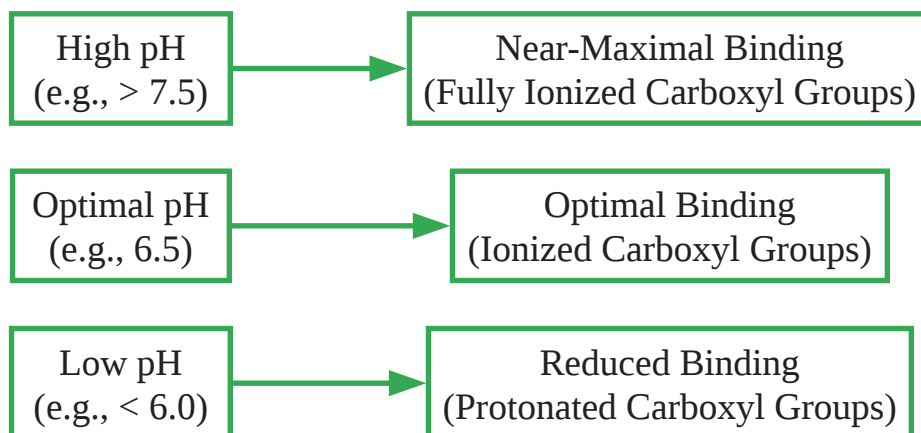 High pH
(e.g., > 7.5)
Near-Maximal Binding
(Fully Ionized Carboxyl Groups)
Optimal pH
(e.g., 6.5)
Optimal Binding
(Ionized Carboxyl Groups)
Low pH
(e.g., < 6.0)
Reduced Binding
(Protonated Carboxyl Groups)